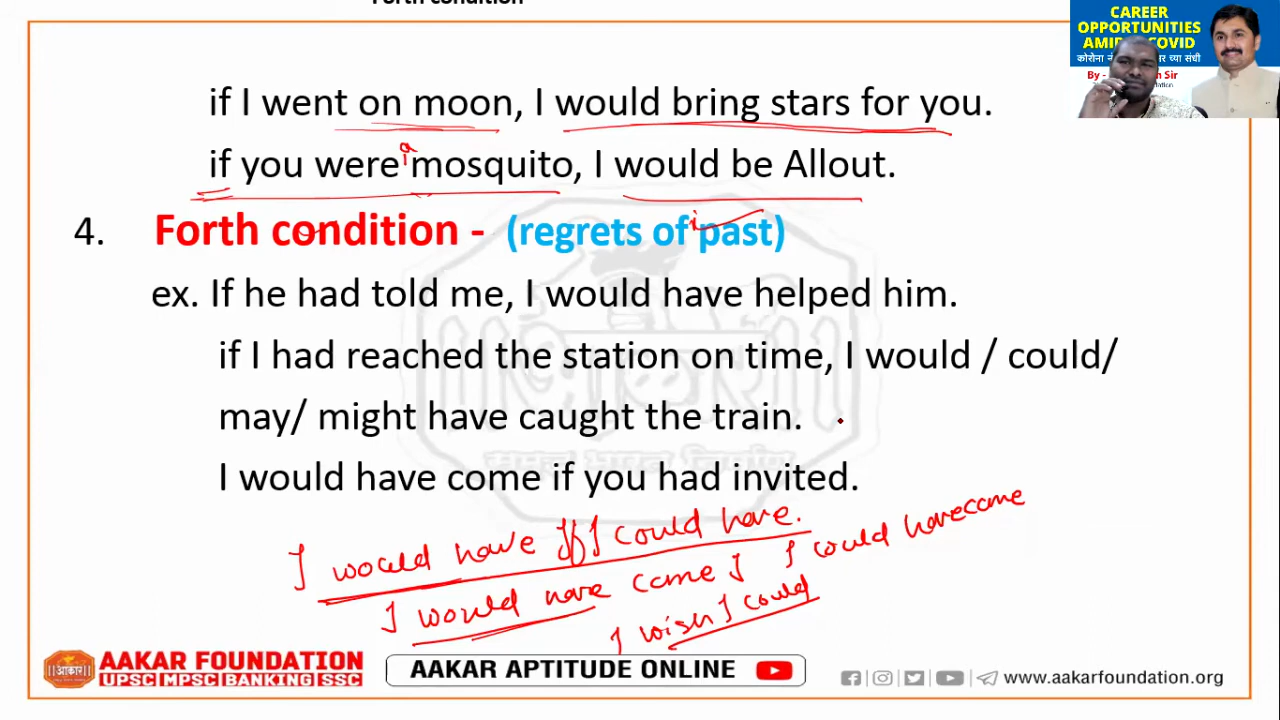 Forth condition
CAREER
OPPORTUNITIES
if I went on moon, I would bring stars for you.
if you were a mosquito, I would be Allout.
4. Forth condition - (regrets of past)
ex. If he had told me, I would have helped him.
if I had reached the station on time, I would / could/
may/ might have caught the train.
I would have come if you had invited.
I would have If I could have.
I would have come I I could have come
I wish I could
आकार
AAKAR FOUNDATION
UPSC MPSC BANKING SSC
AAKAR APTITUDE ONLINE
www.aakarfoundation.org